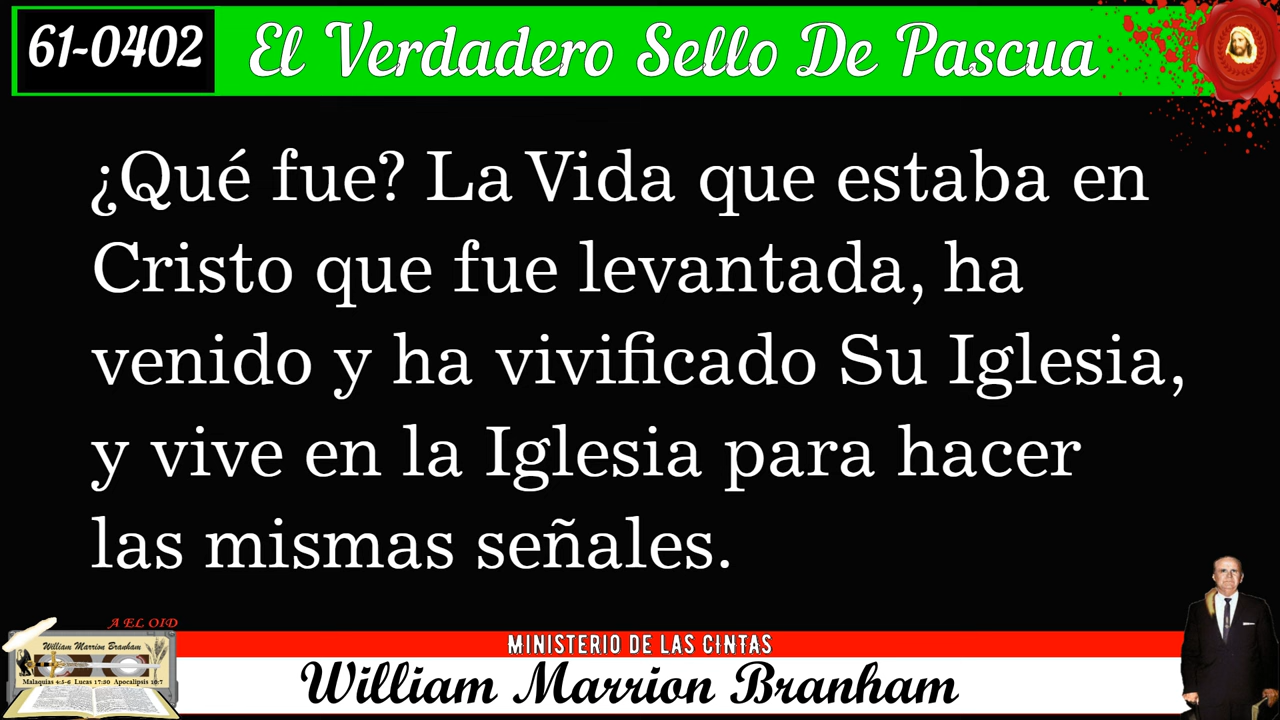 61-0402 El Verdadero Sello De Pascua
¿Qué fue? La Vida que estaba en
Cristo que fue levantada, ha
venido y ha vivificado Su Iglesia,
y vive en la Iglesia para hacer
las mismas señales.
A EL OID
William Marrion Branham
Malaquias 4:5-6 Lucas 17:30 Apocalipsis 10:7
MINISTERIO DE LAS CINTAS
William Marrion Branham